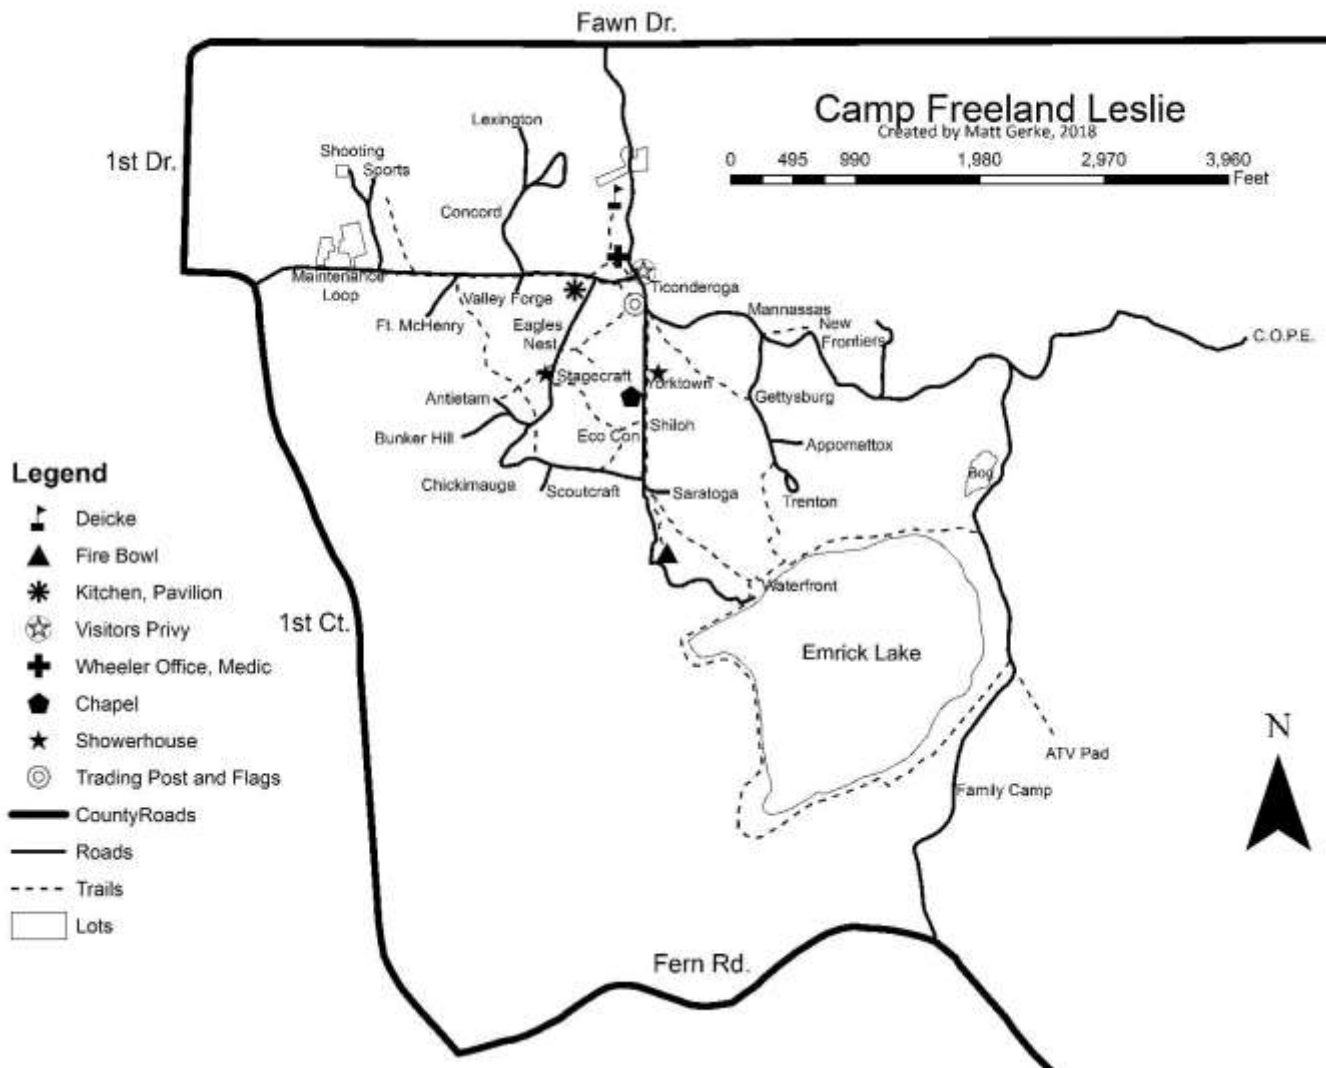 Fawn Dr.
Camp Freeland Leslie
Created by Matt Gerke, 2018
0 495 990 1,980 2,970 3,960
Feet
1st Dr.
Lexington
Shooting
Sports
Concord
Maintenance
Loop
Valley Forge
Ft. McHenry
Eagles
Nest
Ticonderoga
Mannassas
New
Frontiers
C.O.P.E.
Stagecraft
Yorktown
Antietam
Gettysburg
Bunker Hill
Eco Con
Shiloh
Appomattox
Chickimauga
Scoutcraft
Saratoga
Trenton
Bog
Waterfront
Emrick Lake
1st Ct.
ATV Pad
Family Camp
Fern Rd.
N
Legend
Deicke
Fire Bowl
Kitchen, Pavilion
Visitors Privy
Wheeler Office, Medic
Chapel
Showerhouse
Trading Post and Flags
CountyRoads
Roads
Trails
Lots